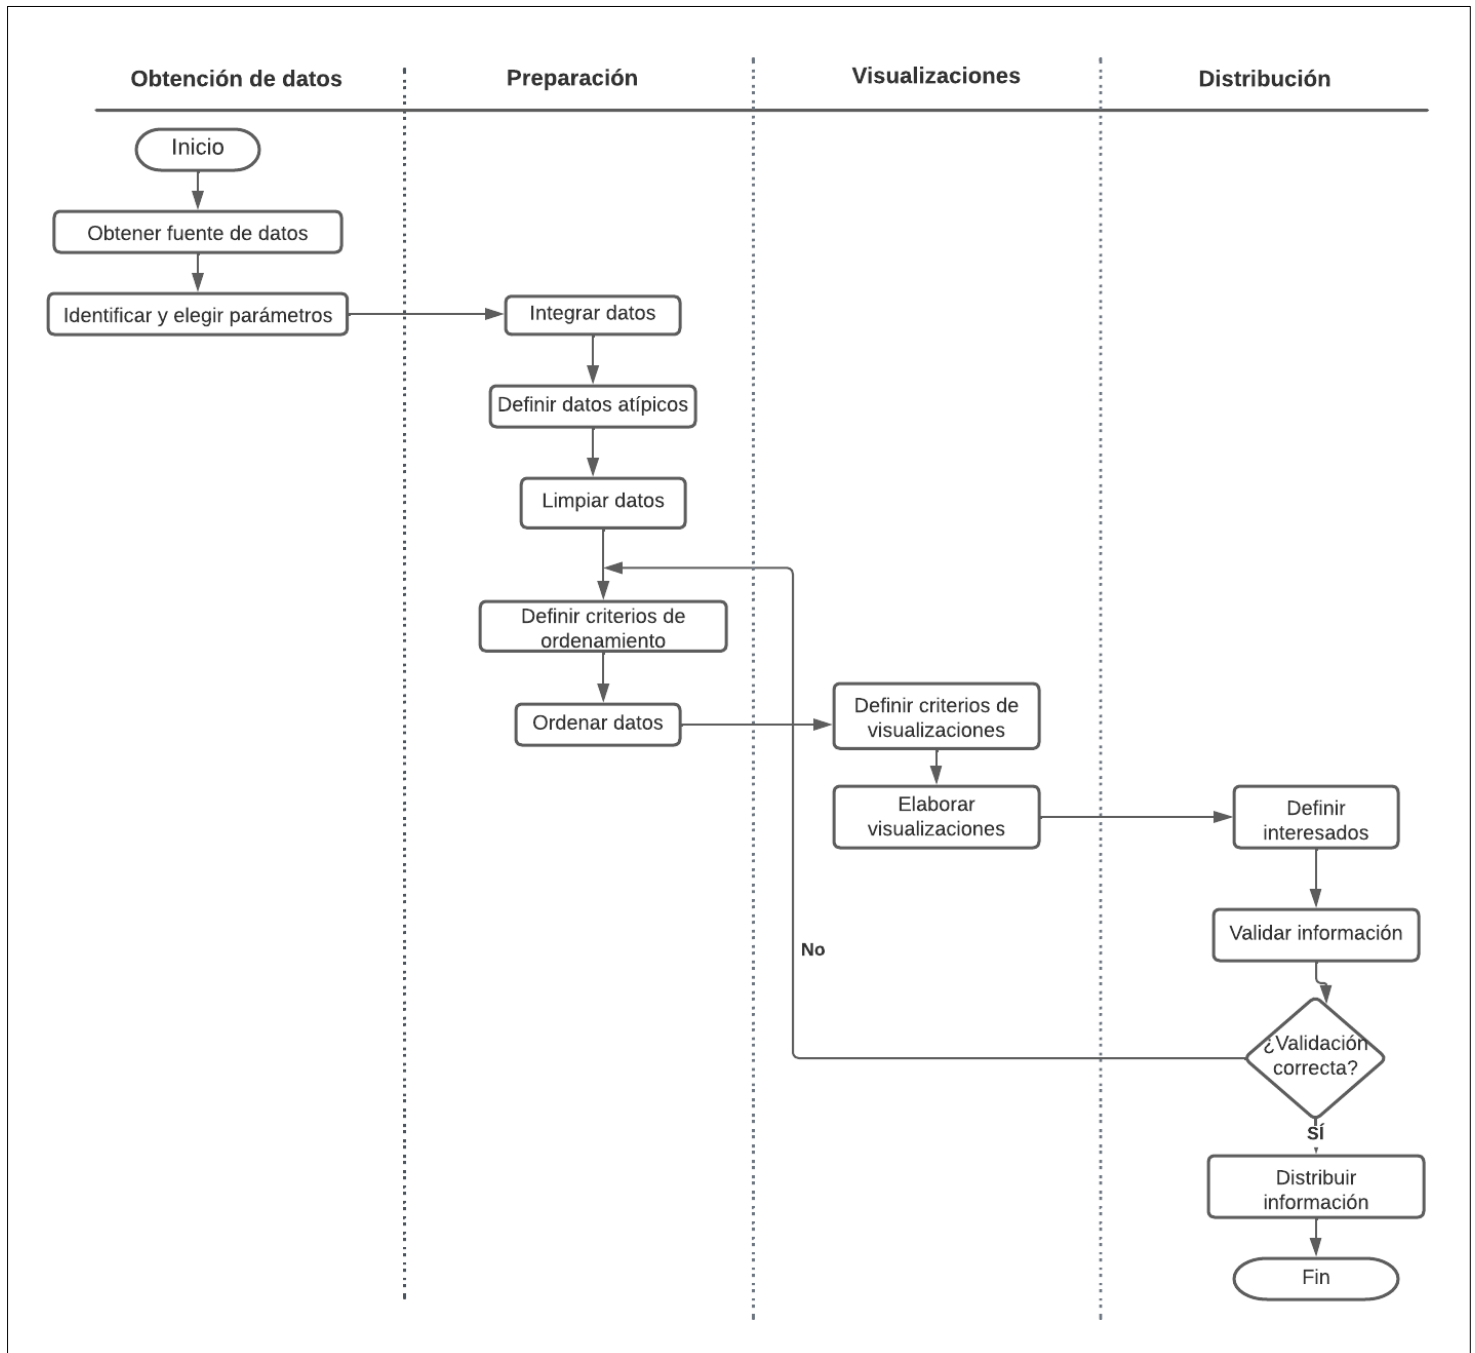 Obtención de datos
Preparación
Visualizaciones
Distribución
Inicio
Obtener fuente de datos
Identificar y elegir parámetros
Integrar datos
Definir datos atípicos
Limpiar datos
Definir criterios de
ordenamiento
Ordenar datos
Definir criterios de
visualizaciones
Elaborar
visualizaciones
Definir
interesados
Validar información
No
¿Validación
correcta?
SÍ
Distribuir
información
Fin